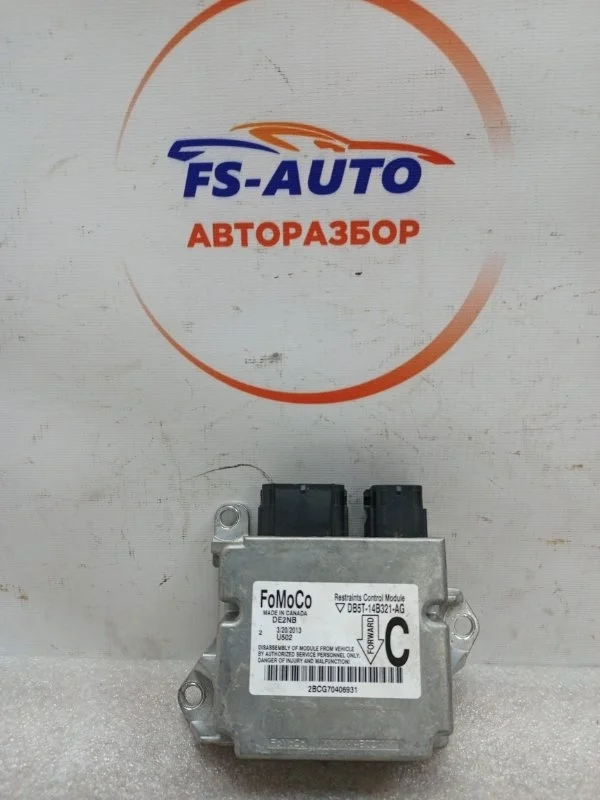 FS-AUTO
АВТОРАЗБОР
FoMoCo
MADE IN CANADA
DE2NB
3/20/2013
2 U502
Restraints Control Module
DB5T-14B321-AG
FORWARD
C
DISASSEMBLY OF MODULE FROM VEHICLE
BY AUTHORIZED SERVICE PERSONNEL ONLY.
DANGER OF INJURY AND MALFUNCTION!
2BCG70406931